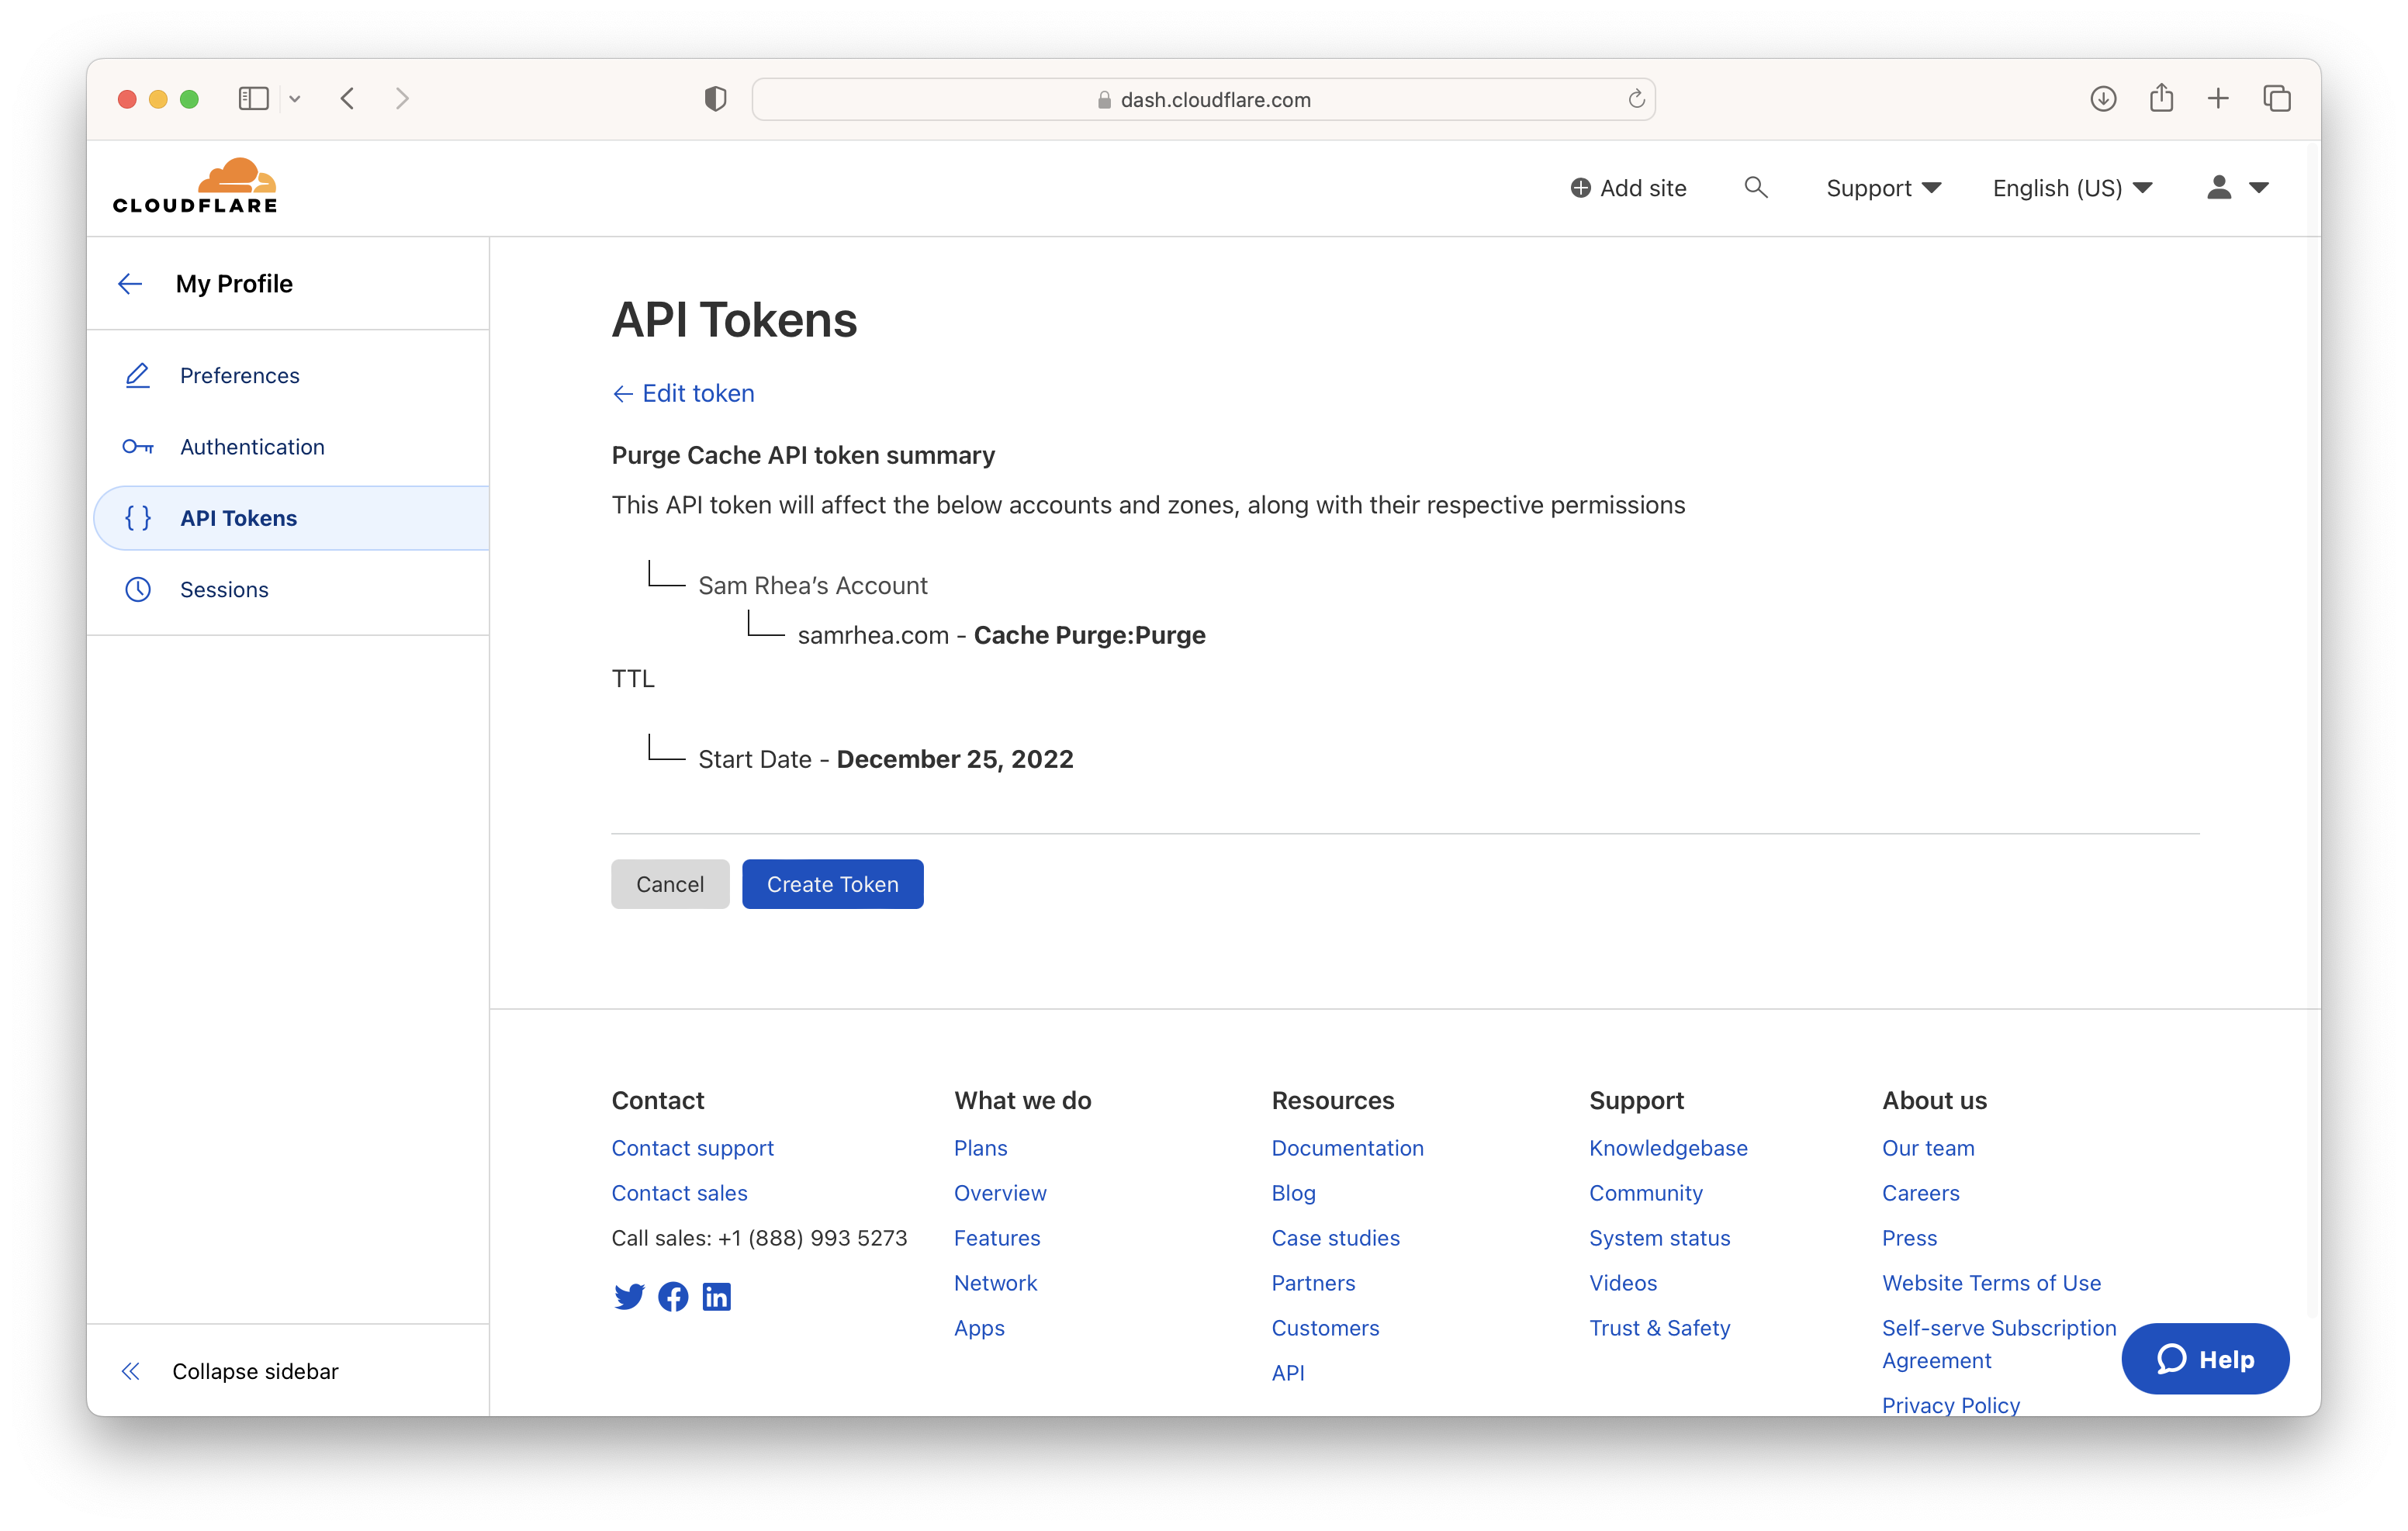 dash.cloudflare.com
CLOUDFLARE
Add site
Support
English (US)
My Profile
Preferences
Authentication
API Tokens
Sessions
Collapse sidebar
API Tokens
Edit token
Purge Cache API token summary
This API token will affect the below accounts and zones, along with their respective permissions
Sam Rhea’s Account
samrhea.com - Cache Purge:Purge
TTL
Start Date - December 25, 2022
Cancel
Create Token
Contact
Contact support
Contact sales
Call sales: +1 (888) 993 5273
What we do
Plans
Overview
Features
Network
Apps
Resources
Documentation
Blog
Case studies
Partners
Customers
API
Support
Knowledgebase
Community
System status
Videos
Trust & Safety
About us
Our team
Careers
Press
Website Terms of Use
Self-serve Subscription
Agreement
Privacy Policy
Help